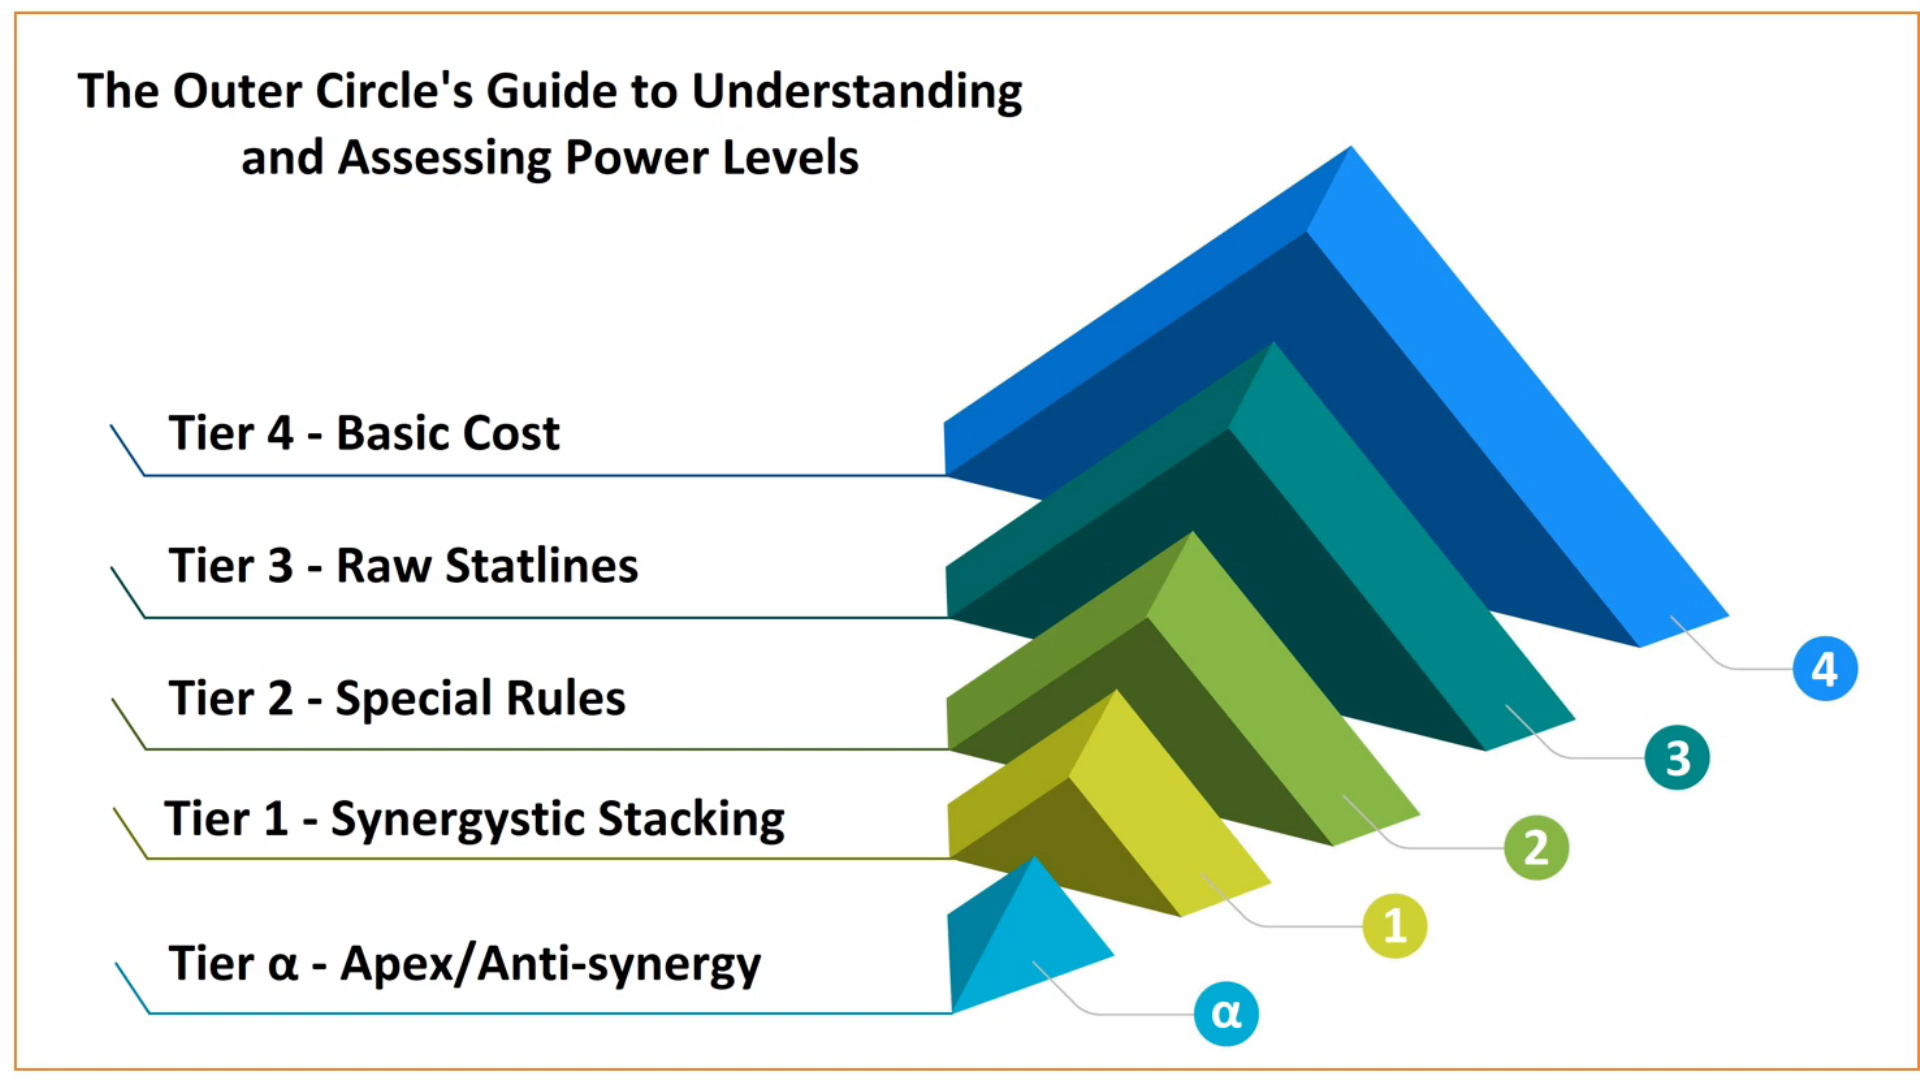 The Outer Circle's Guide to Understanding
and Assessing Power Levels
Tier 4 - Basic Cost
Tier 3 - Raw Statlines
Tier 2 - Special Rules
Tier 1 - Synergystic Stacking
Tier α - Apex/Anti-synergy
4
3
2
1
α